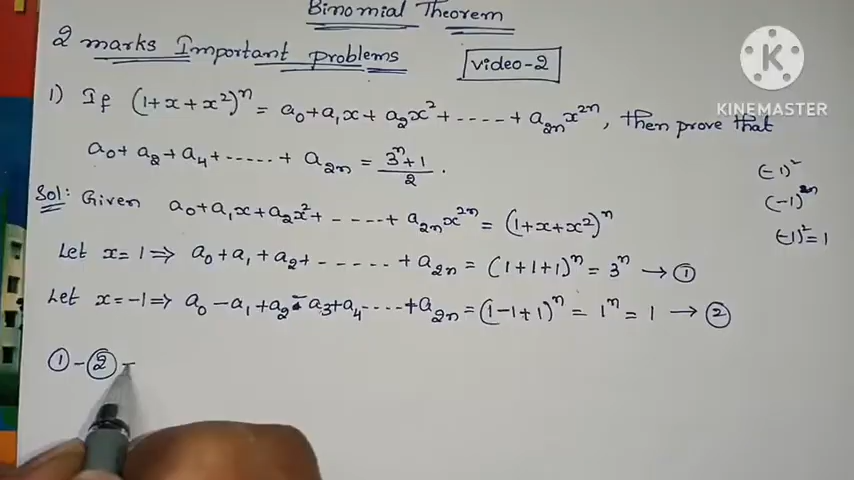 Binomial Theorem
2 marks Important problems
Video-2
KINEMASTER
1) If (1+x+x²)ⁿ = a₀+a₁x+a₂x²+-----+a₂ₙx²ⁿ, then prove that
a₀+a₂+a₄+------+a₂ₙ = (3ⁿ+1)/2.
(-1)²
(-1)²ⁿ
(-1)²=1
Sol: Given a₀+a₁x+a₂x²+-----+a₂ₙx²ⁿ = (1+x+x²)ⁿ
Let x=1 ⇒ a₀+a₁+a₂+------+a₂ₙ = (1+1+1)ⁿ = 3ⁿ → ①
Let x=-1 ⇒ a₀-a₁+a₂-a₃+a₄-----+a₂ₙ = (1-1+1)ⁿ = 1ⁿ = 1 → ②
①-②-